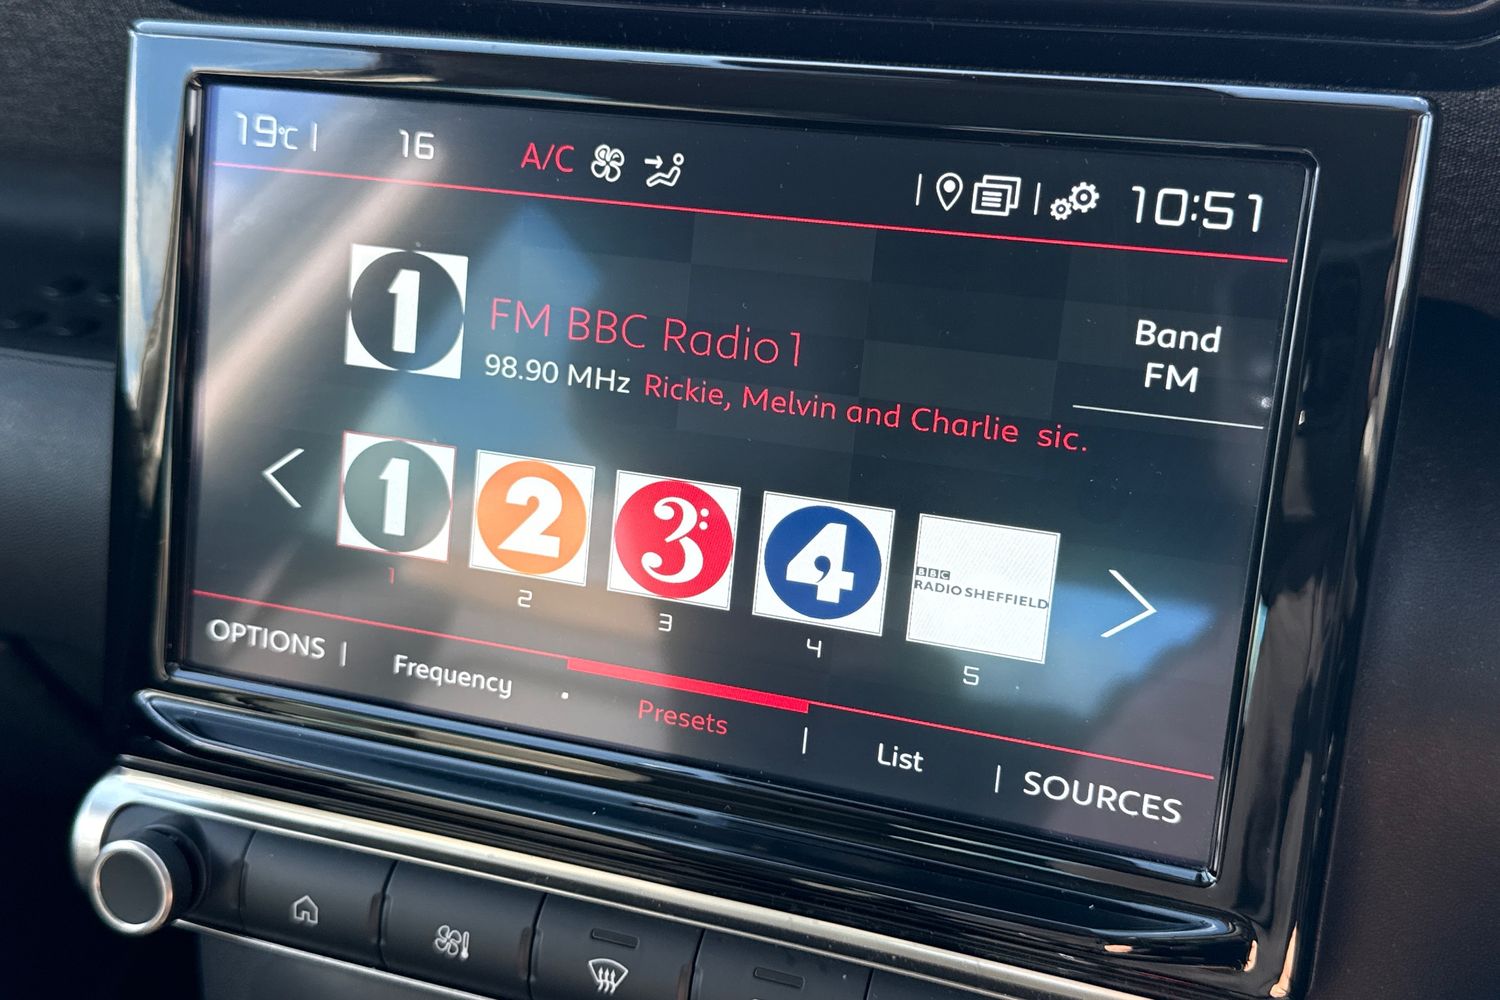 19°C
16
A/C
10:51
1
FM BBC Radio 1
98.90 MHz Rickie, Melvin and Charlie sic.
Band
FM
1 2 3 4
BBC
RADIO SHEFFIELD
1 2 3 4 5
OPTIONS Frequency Presets List SOURCES